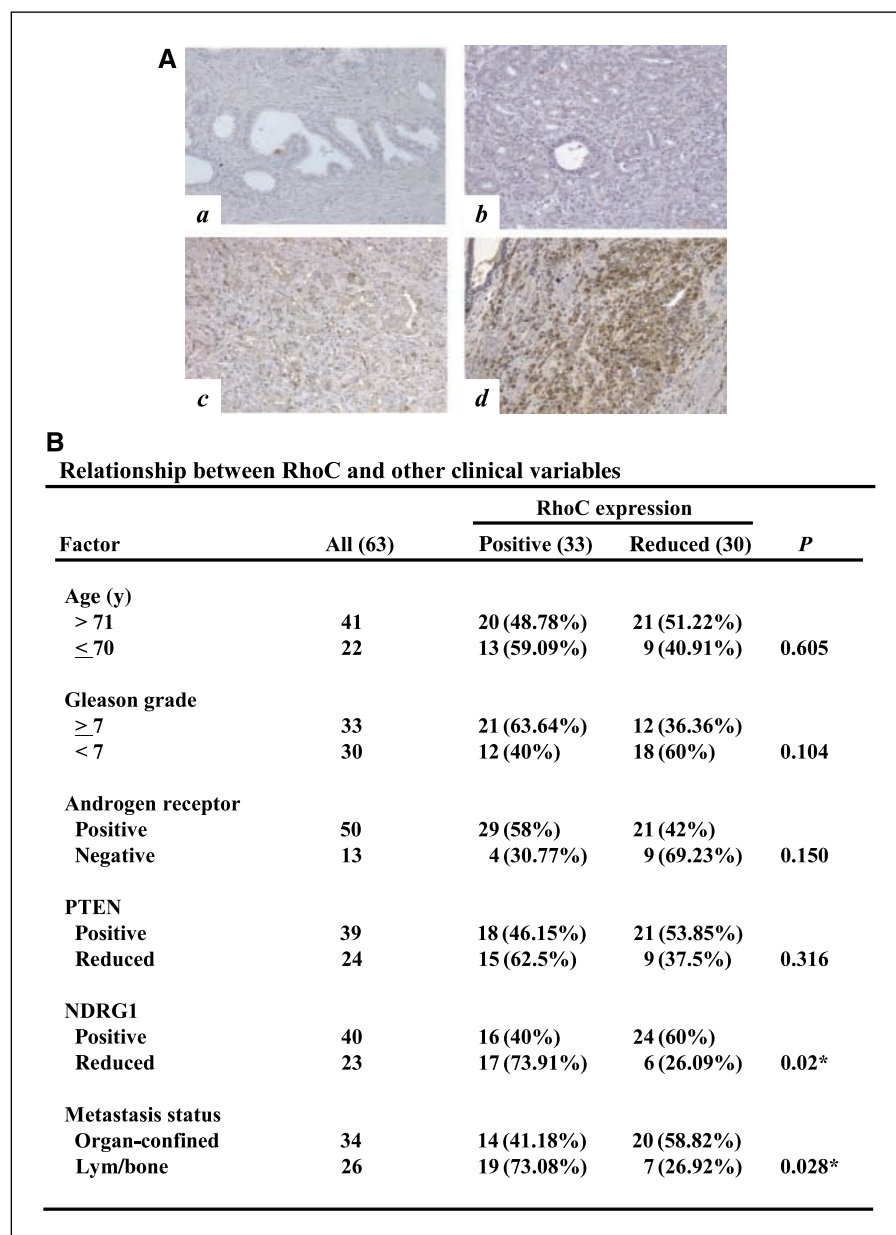 A
a
b
c
d
B
Relationship between RhoC and other clinical variables
RhoC expression
Factor All (63) Positive (33) Reduced (30) P
Age (y)
> 71 41 20 (48.78%) 21 (51.22%)
≤ 70 22 13 (59.09%) 9 (40.91%) 0.605
Gleason grade
≥ 7 33 21 (63.64%) 12 (36.36%)
< 7 30 12 (40%) 18 (60%) 0.104
Androgen receptor
Positive 50 29 (58%) 21 (42%)
Negative 13 4 (30.77%) 9 (69.23%) 0.150
PTEN
Positive 39 18 (46.15%) 21 (53.85%)
Reduced 24 15 (62.5%) 9 (37.5%) 0.316
NDRG1
Positive 40 16 (40%) 24 (60%)
Reduced 23 17 (73.91%) 6 (26.09%) 0.02*
Metastasis status
Organ-confined 34 14 (41.18%) 20 (58.82%)
Lym/bone 26 19 (73.08%) 7 (26.92%) 0.028*